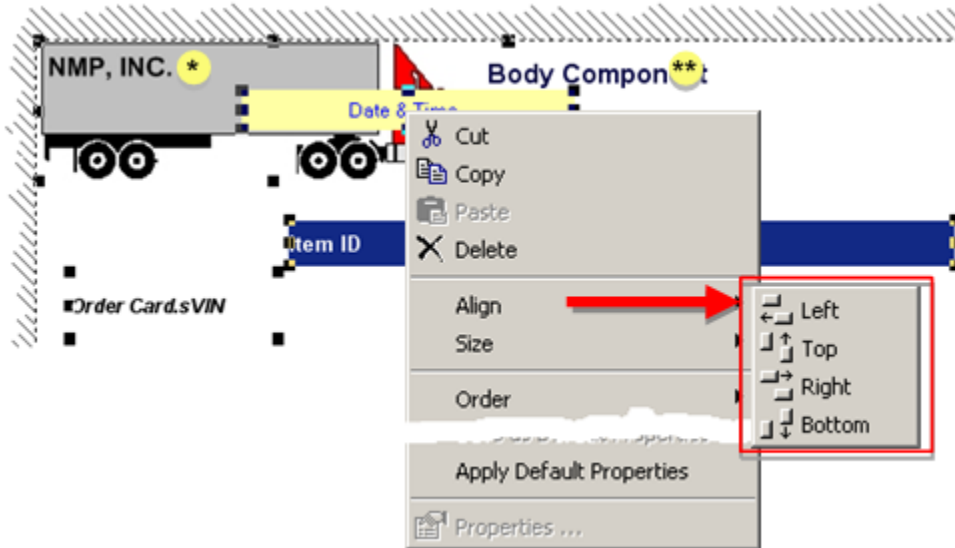 NMP, INC. *
Body Compon ** t
Date & Time
Cut
Copy
Paste
Delete
Item ID
Order Card.sVIN
Align
Size
Order
Left
Top
Right
Bottom
Apply Default Properties
Properties ...